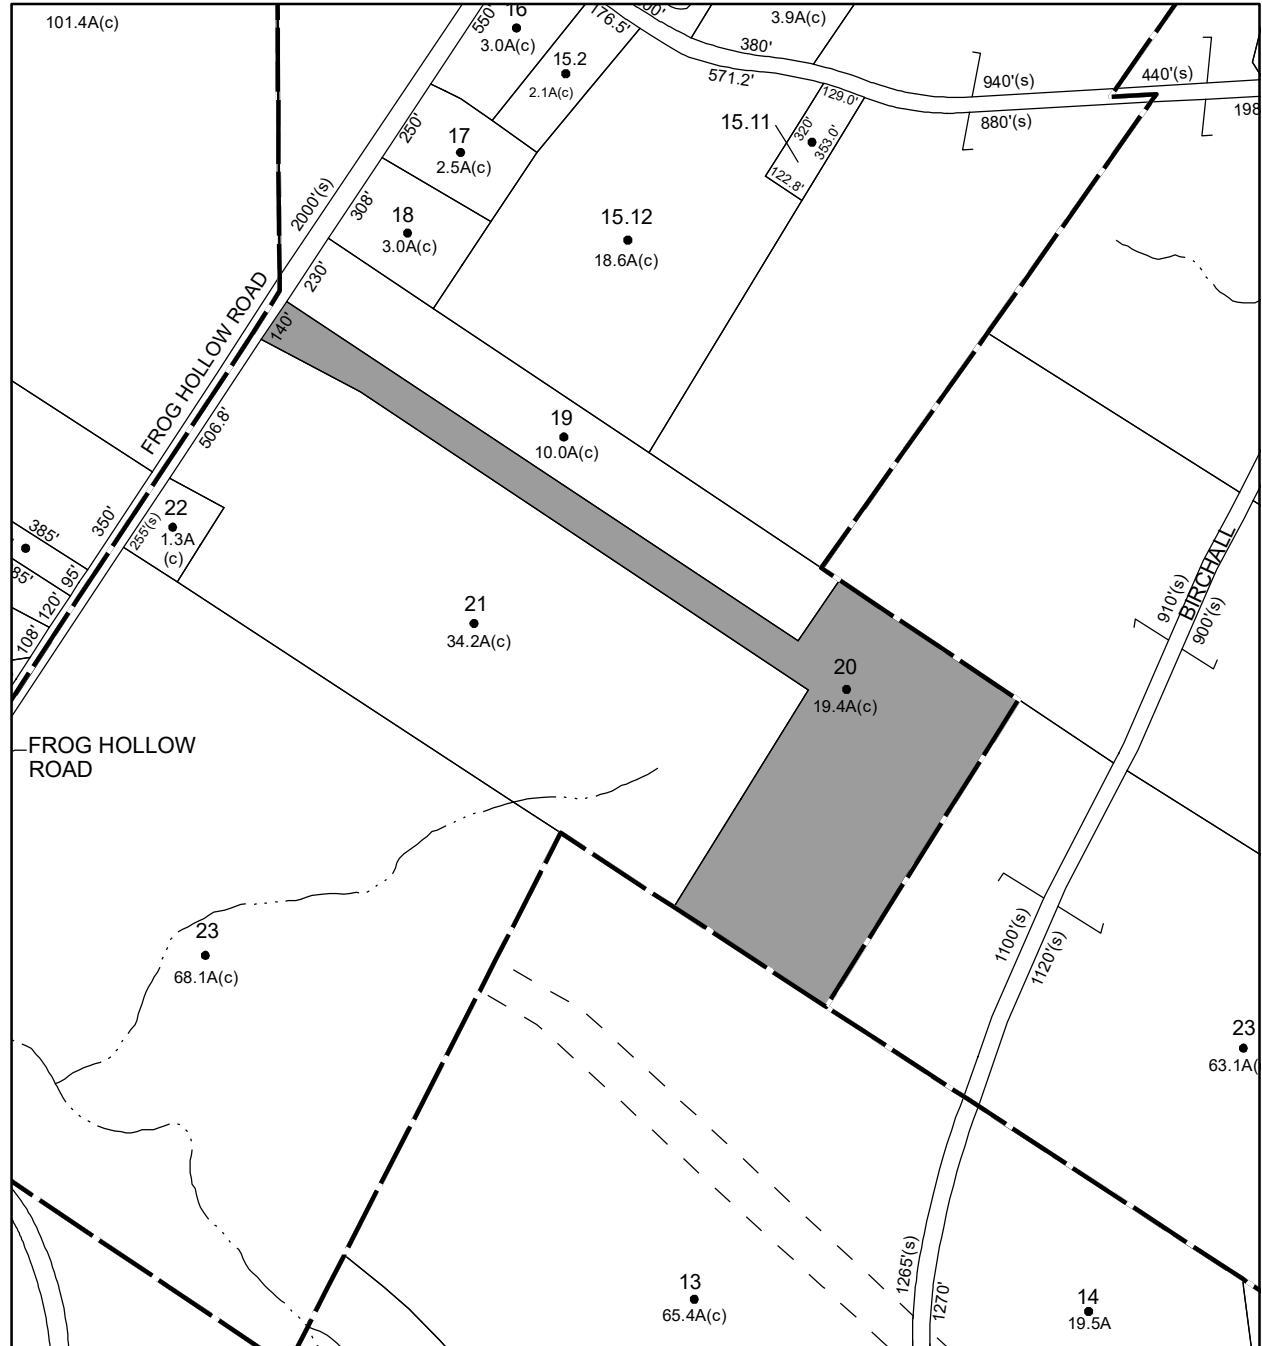 101.4A(c)
550'
16
3.0A(c)
176.5'
3.9A(c)
380'
571.2'
15.2
2.1A(c)
940'(s)
880'(s)
440'(s)
198
129.0'
15.11
320'
353.0'
122.8'
250'
17
2.5A(c)
2000'(s)
308'
18
3.0A(c)
15.12
18.6A(c)
230'
140'
FROG HOLLOW ROAD
506.8'
19
10.0A(c)
22
1.3A
(c)
255'(s)
350'
385'
85'
95'
120'
108'
21
34.2A(c)
910'(s)
BIRCHALL
900'(s)
20
19.4A(c)
FROG HOLLOW
ROAD
23
68.1A(c)
1100'(s)
1120'(s)
23
63.1A(
1265'(s)
1270'
13
65.4A(c)
14
19.5A